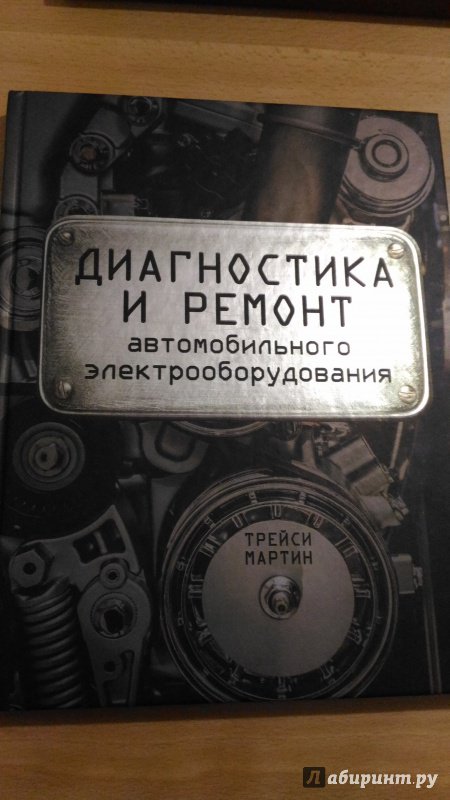 ДИАГНОСТИКА
И РЕМОНТ
автомобильного
электрооборудования
ТРЕЙСИ
МАРТИН
Лабиринт.ру